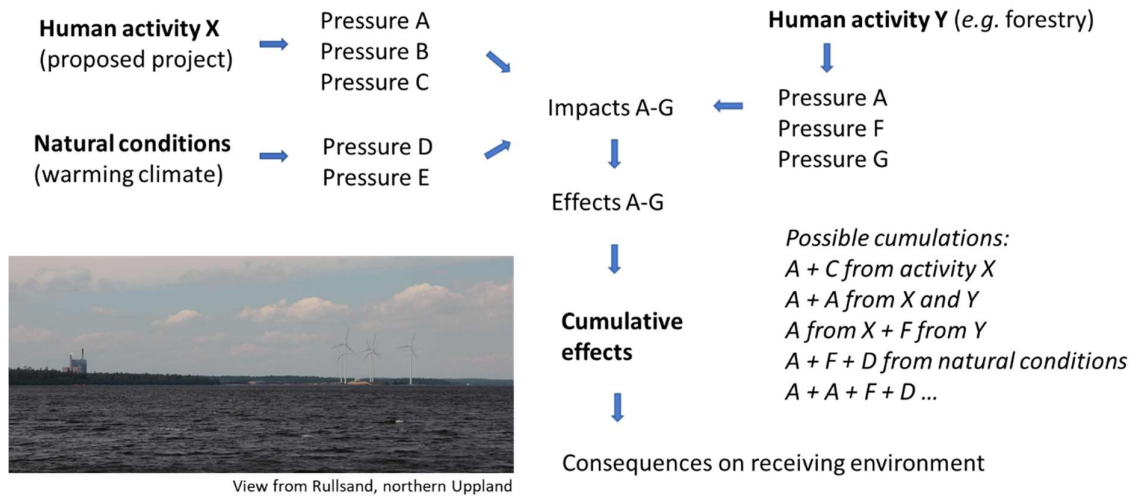 Human activity X
(proposed project)
Pressure A
Pressure B
Pressure C
Natural conditions
(warming climate)
Pressure D
Pressure E
Human activity Y (e.g. forestry)
Pressure A
Pressure F
Pressure G
Impacts A-G
Effects A-G
Cumulative
effects
Consequences on receiving environment
Possible cumulations:
A + C from activity X
A + A from X and Y
A from X + F from Y
A + F + D from natural conditions
A + A + F + D ...
View from Rullsand, northern Uppland